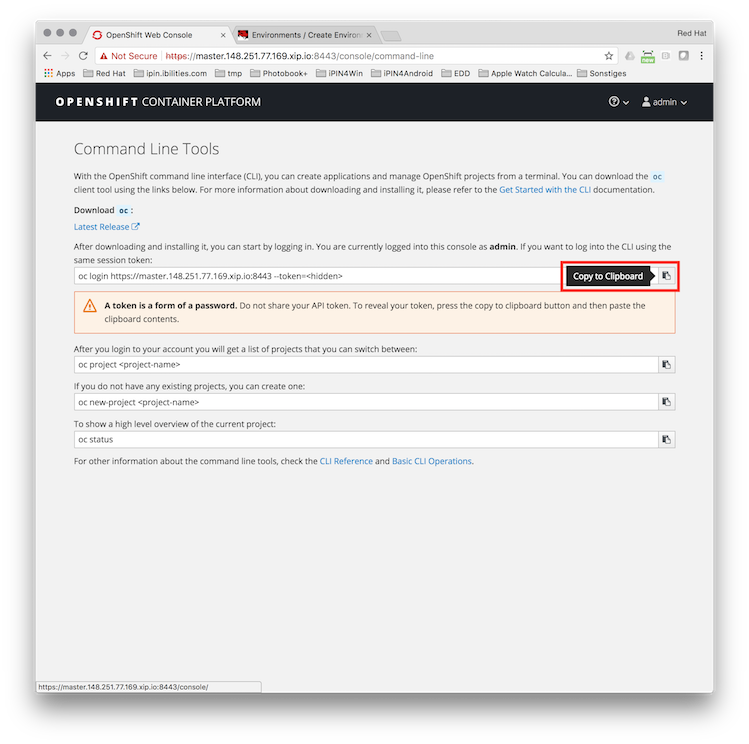 OpenShift Web Console
Environments / Create Environ
Red Hat
Not Secure https://master.148.251.77.169.xip.io:8443/console/command-line
Apps Red Hat ipin.ibilities.com tmp Photobook+ iPIN4Win iPIN4Android EDD Apple Watch Calcula... Sonstiges
new
OPENSHIFT CONTAINER PLATFORM
admin
Command Line Tools
With the OpenShift command line interface (CLI), you can create applications and manage OpenShift projects from a terminal. You can download the oc
client tool using the links below. For more information about downloading and installing it, please refer to the Get Started with the CLI documentation.
Download oc :
Latest Release
After downloading and installing it, you can start by logging in. You are currently logged into this console as admin. If you want to log into the CLI using the
same session token:
oc login https://master.148.251.77.169.xip.io:8443 --token=<hidden>
Copy to Clipboard
A token is a form of a password. Do not share your API token. To reveal your token, press the copy to clipboard button and then paste the
clipboard contents.
After you login to your account you will get a list of projects that you can switch between:
oc project <project-name>
If you do not have any existing projects, you can create one:
oc new-project <project-name>
To show a high level overview of the current project:
oc status
For other information about the command line tools, check the CLI Reference and Basic CLI Operations.
https://master.148.251.77.169.xip.io:8443/console/